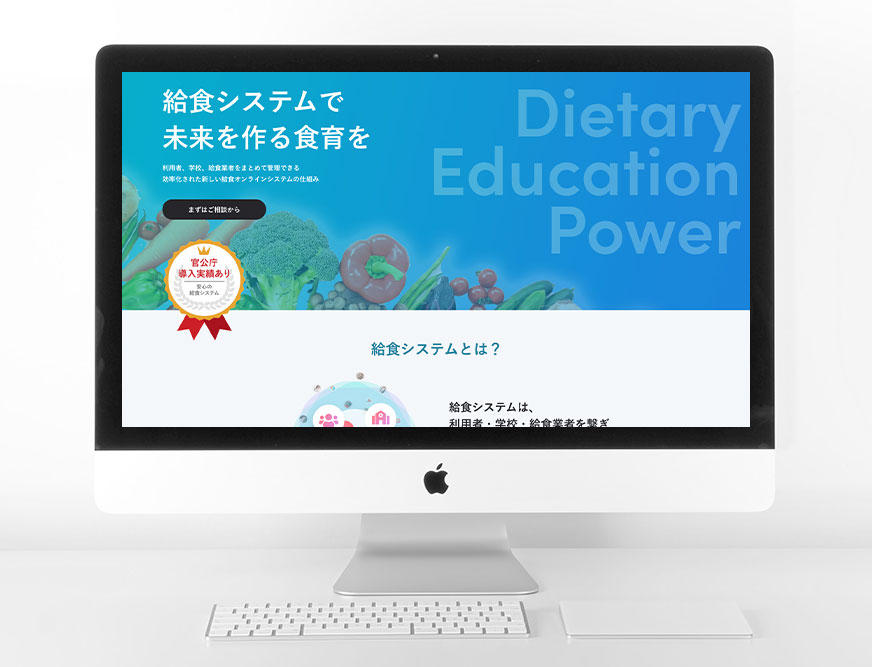 給食システムで
未来を作る食育を
利用者、学校、給食業者をまとめて管理できる
効率化された新しい給食オンラインシステムの仕組み
まずはご相談から
Dietary
Education
Power
官公庁
導入実績あり
安心の
給食システム
給食システムとは？
給食システムは、
利用者・学校・給食業者を繋ぎ